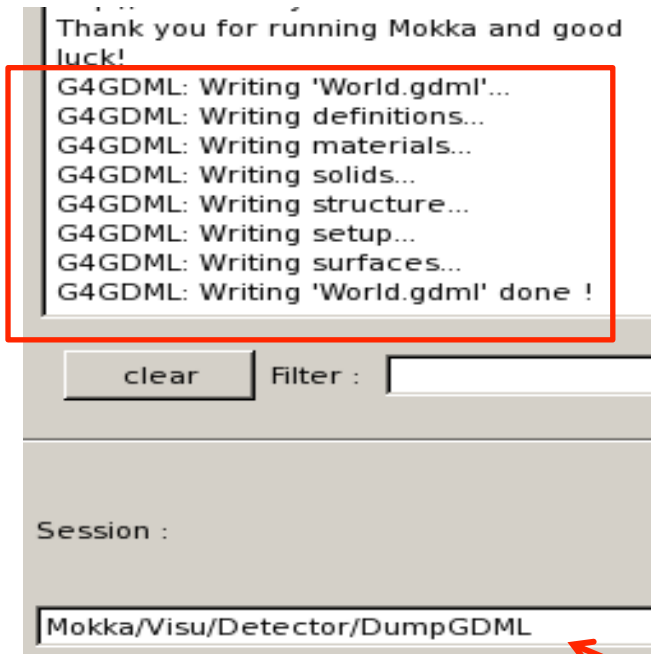 Thank you for running Mokka and good
luck!
G4GDML: Writing 'World.gdml'...
G4GDML: Writing definitions...
G4GDML: Writing materials...
G4GDML: Writing solids...
G4GDML: Writing structure...
G4GDML: Writing setup...
G4GDML: Writing surfaces...
G4GDML: Writing 'World.gdml' done !
clear Filter :
Session :
Mokka/Visu/Detector/DumpGDML